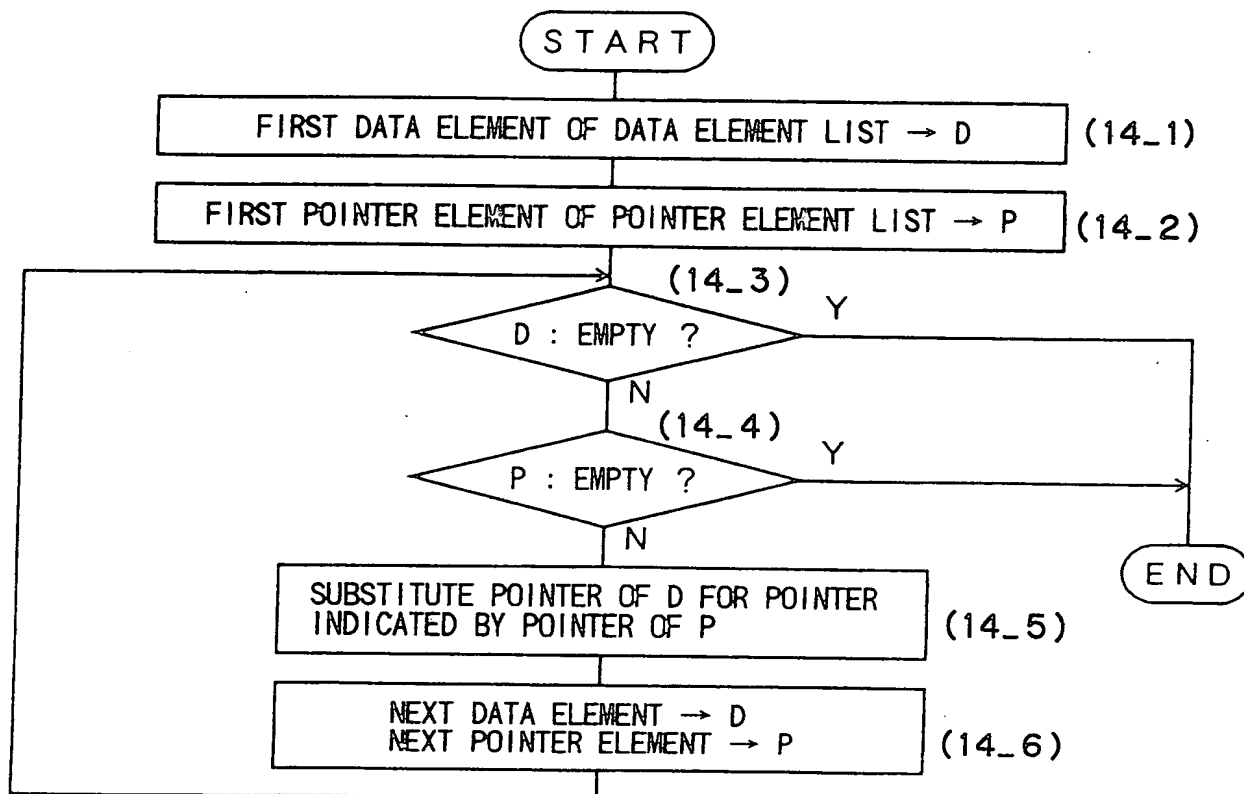 START
FIRST DATA ELEMENT OF DATA ELEMENT LIST → D
(14_1)
FIRST POINTER ELEMENT OF POINTER ELEMENT LIST → P
(14_2)
(14_3)
D : EMPTY ?
Y
N
(14_4)
P : EMPTY ?
Y
N
END
SUBSTITUTE POINTER OF D FOR POINTER
INDICATED BY POINTER OF P
(14_5)
NEXT DATA ELEMENT → D
NEXT POINTER ELEMENT → P
(14_6)